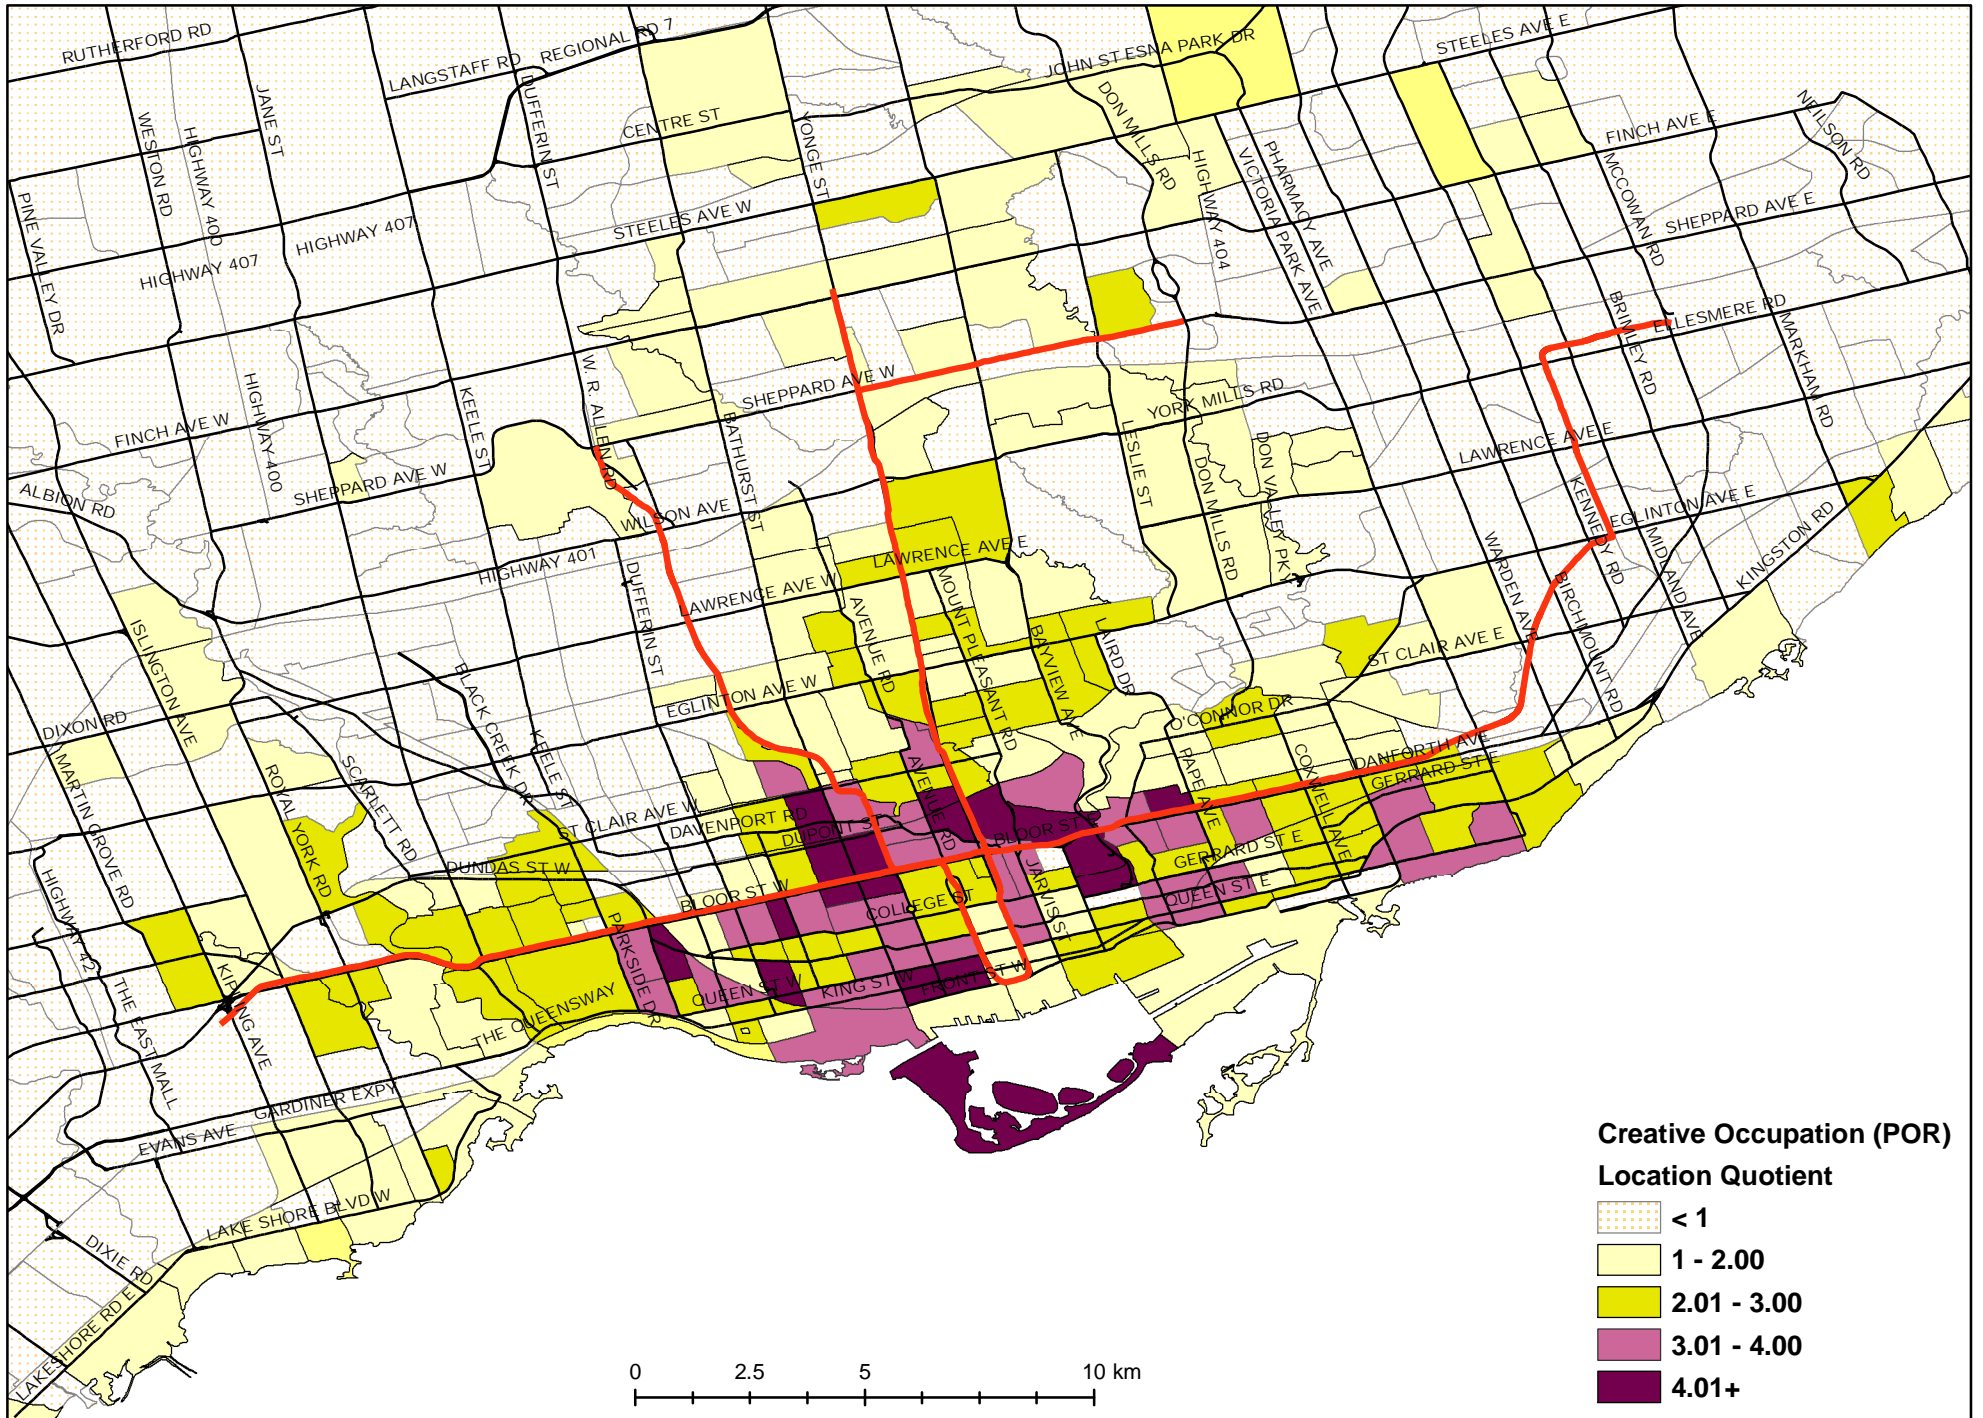 RUTHERFORD RD
LANGSTAFF RD
REGIONAL RD 7
JOHN ST ESNA PARK DR
STEELES AVE E
WESTON RD
HIGHWAY 400
JANE ST
DUFFERIN ST
CENTRE ST
YONGE ST
DON MILLS RD
HIGHWAY 404
VICTORIA PARK AVE
PHARMACY AVE
FINCH AVE E
MCCOWAN RD
NEILSON RD
PINE VALLEY DR
HIGHWAY 407
HIGHWAY 407
STEELES AVE W
SHEPPARD AVE E
BRIMLEY RD
ELLESMERE RD
MARKHAM RD
FINCH AVE W
HIGHWAY 400
KEELE ST
W. R. ALLEN RD
BATHURST ST
SHEPPARD AVE W
YORK MILLS RD
LESLIE ST
DON MILLS RD
DON VALLEY PKY
LAWRENCE AVE E
ALBION RD
SHEPPARD AVE W
WILSON AVE
KENNEDY RD
EGLINTON AVE E
MIDLAND AVE
KINGSTON RD
HIGHWAY 401
LAWRENCE AVE E
LAWRENCE AVE W
DUFFERIN ST
MOUNT PLEASANT RD
AVENUE RD
BAYVIEW AVE
LAIRD DR
WARDEN AVE
BIRCHMOUNT RD
ST CLAIR AVE E
ISLINGTON AVE
BLACK CREEK DR
EGLINTON AVE W
O'CONNOR DR
DIXON RD
MARTIN GROVE RD
ROYAL YORK RD
SCARLETT RD
KEELE ST
ST CLAIR AVE W
DAVENPORT RD
DUPONT ST
AVENUE RD
PAPE AVE
COXWELL AVE
DANFORTH AVE
GERRARD ST E
BLOOR ST E
GERRARD ST E
DUNDAS ST W
BLOOR ST W
COLLEGE ST
JARVIS ST
QUEEN ST E
HIGHWAY 427
THE EAST MALL
KIPLING AVE
THE QUEENSWAY
PARKSIDE DR
QUEEN ST W
KING ST W
FRONT ST W
GARDINER EXPY
EVANS AVE
LAKE SHORE BLVD W
DIXIE RD
LAKESHORE RD E
Creative Occupation (POR)
Location Quotient
< 1
1 - 2.00
2.01 - 3.00
3.01 - 4.00
4.01+
0 2.5 5 10 km